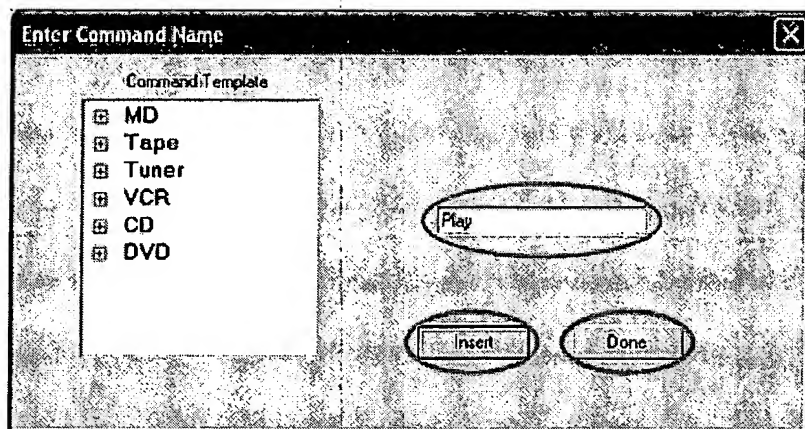 Enter Command Name
Command Template
MD
Tape
Tuner
VCR
CD
DVD
Play
Insert
Done